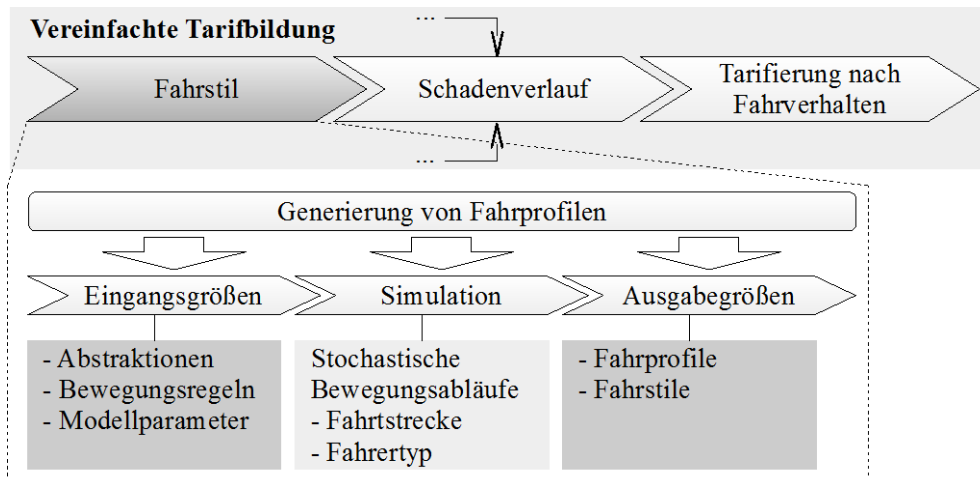 Vereinfachte Tarifbildung
...
Fahrstil
Schadenverlauf
Tarifierung nach
Fahrverhalten
...
Generierung von Fahrprofilen
Eingangsgrößen
Simulation
Ausgabegrößen
- Abstraktionen
- Bewegungsregeln
- Modellparameter
Stochastische
Bewegungsabläufe
- Fahrtstrecke
- Fahrertyp
- Fahrprofile
- Fahrstile